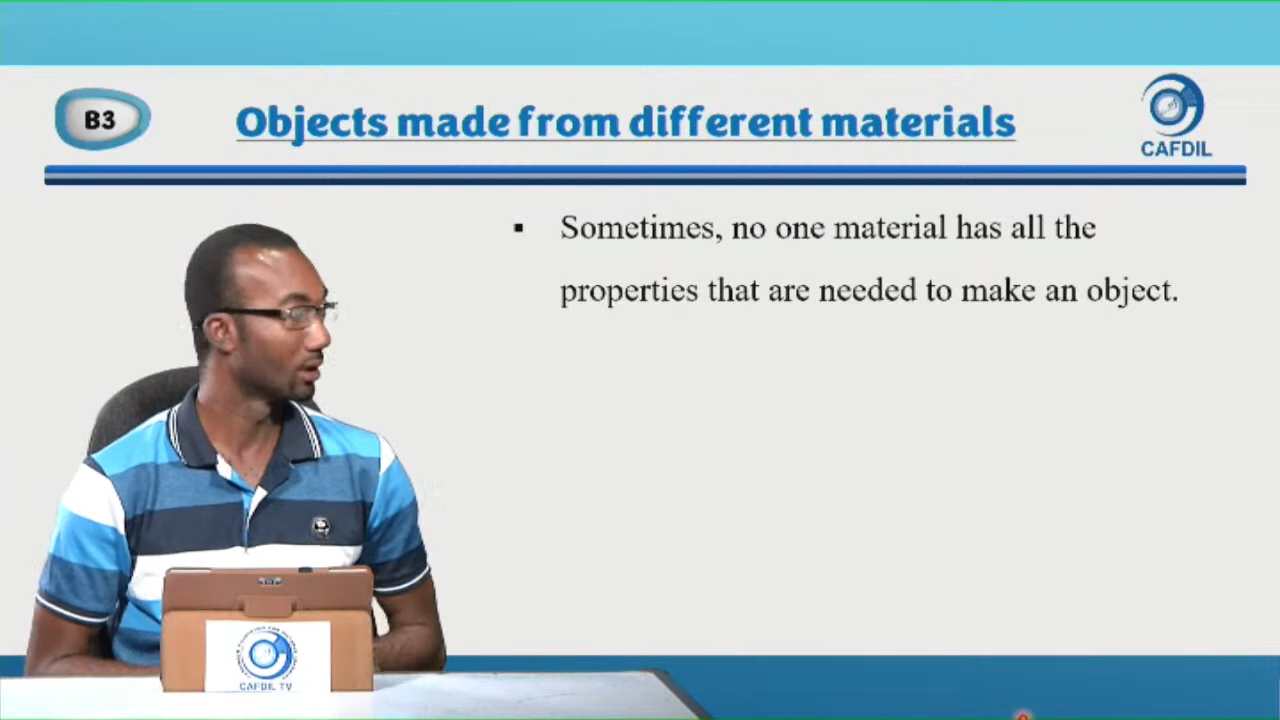 B3
Objects made from different materials
CAFDIL
▪ Sometimes, no one material has all the
properties that are needed to make an object.
CAFDIL TV